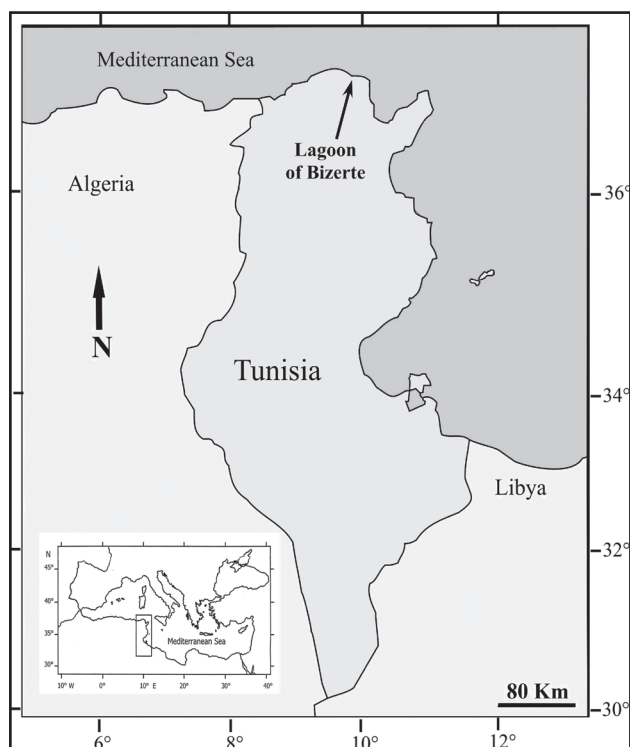 Mediterranean Sea
Lagoon
of Bizerte
Algeria
36°
N
Tunisia
34°
Libya
32°
N
45°
40°
35°
30°
Mediterranean Sea
10° W
0°
10° E
20°
30°
40°
80 Km
30°
6°
8°
10°
12°